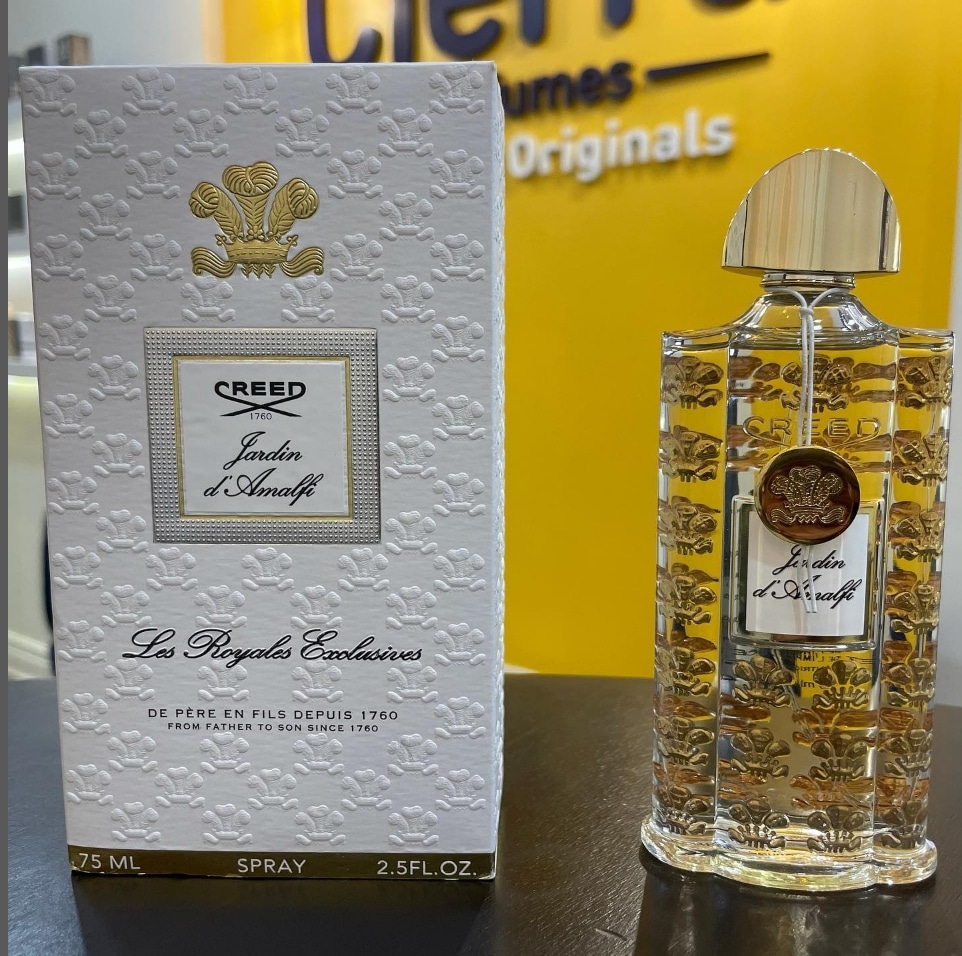 Originals
CREED
1760
Jardin
d'Amalfi
Les Royales Exclusives
DE PÈRE EN FILS DEPUIS 1760
FROM FATHER TO SON SINCE 1760
75 ML SPRAY 2.5FL.OZ.
CREED
Jardin
d'Amalfi